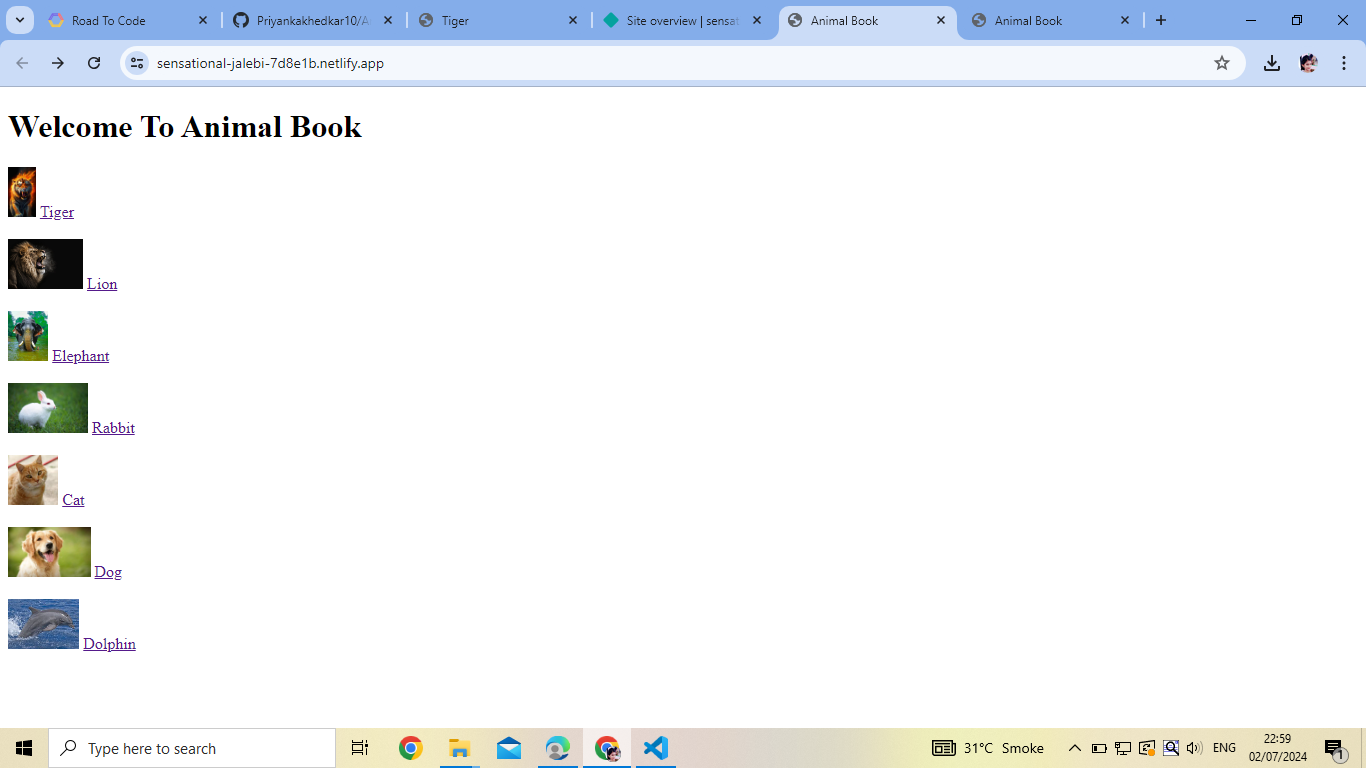 Road To Code
Priyankakhedkar10/A
Tiger
Site overview | sensat
Animal Book
Animal Book
sensational-jalebi-7d8e1b.netlify.app
Welcome To Animal Book
Tiger
Lion
Elephant
Rabbit
Cat
Dog
Dolphin
Type here to search
31°C Smoke
ENG
22:59
02/07/2024
1